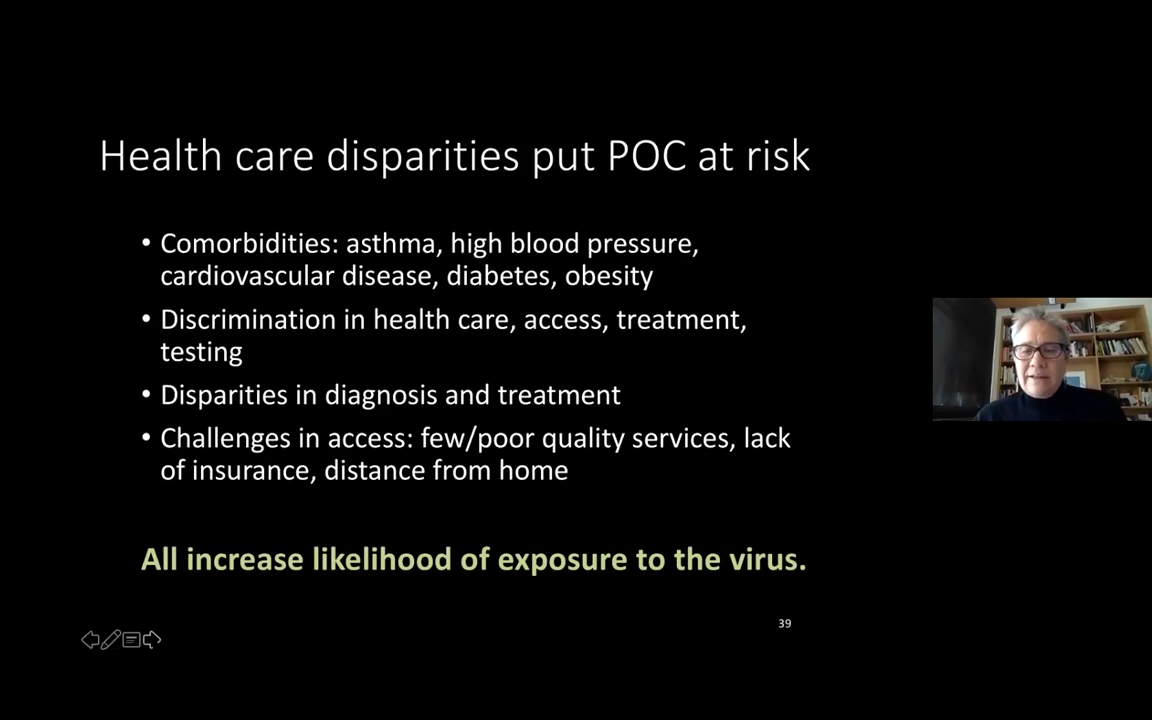 Health care disparities put POC at risk
• Comorbidities: asthma, high blood pressure,
cardiovascular disease, diabetes, obesity
• Discrimination in health care, access, treatment,
testing
• Disparities in diagnosis and treatment
• Challenges in access: few/poor quality services, lack
of insurance, distance from home
All increase likelihood of exposure to the virus.
39